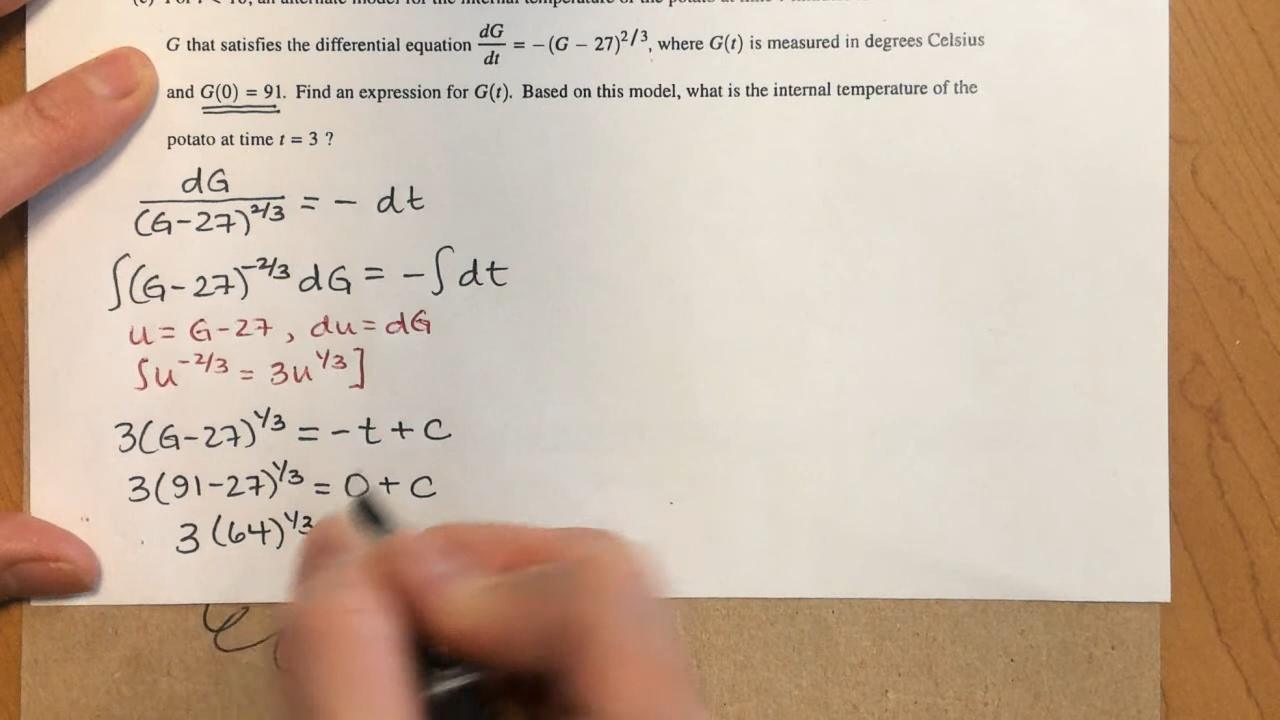 G that satisfies the differential equation dG/dt = −(G − 27)^2/3, where G(t) is measured in degrees Celsius
and G(0) = 91. Find an expression for G(t). Based on this model, what is the internal temperature of the
potato at time t = 3 ?
dG/(G-27)^2/3 = - dt
∫(G-27)^-2/3 dG = -∫dt
u = G-27, du = dG
∫u^-2/3 = 3u^1/3]
3(G-27)^1/3 = -t + C
3(91-27)^1/3 = 0 + C
3(64)^1/3